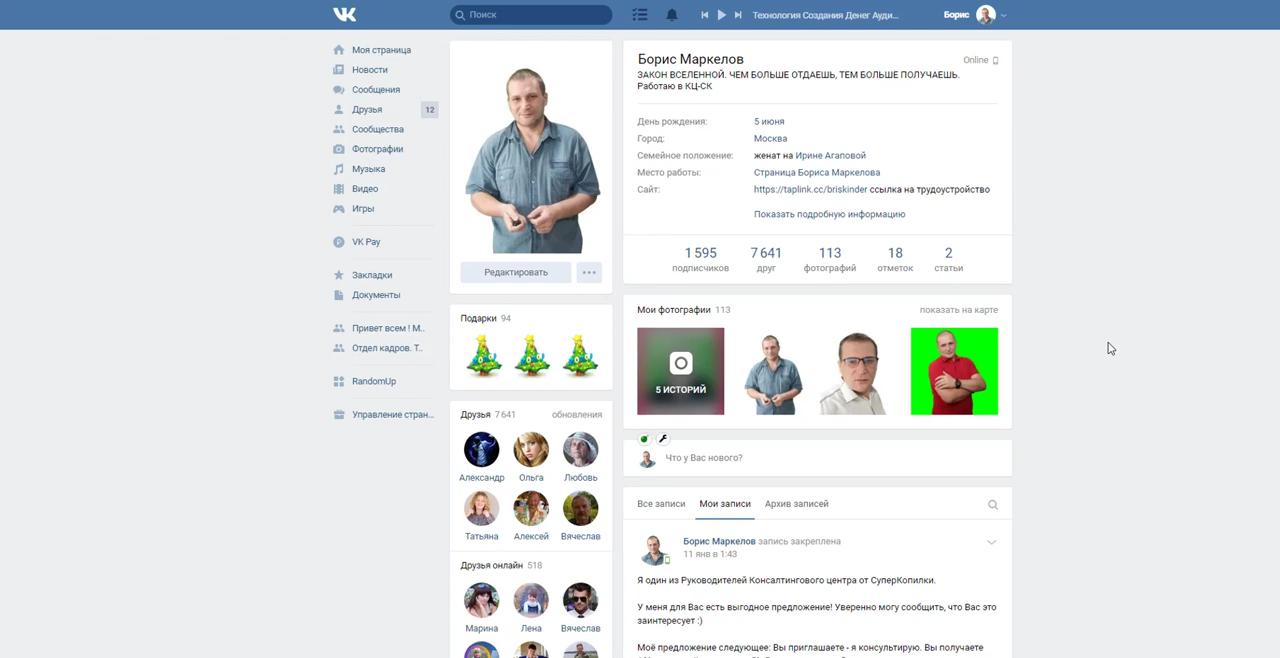 VK
Поиск
Технология Создания Денег Ауди...
Борис
Моя страница
Новости
Сообщения
Друзья 12
Сообщества
Фотографии
Музыка
Видео
Игры
VK Pay
Закладки
Документы
Привет всем ! М..
Отдел кадров. Т..
RandomUp
Управление стран...
Редактировать
Подарки 94
Друзья 7 641 обновления
Александр Ольга Любовь
Татьяна Алексей Вячеслав
Друзья онлайн 518
Марина Лена Вячеслав
Борис Маркелов Online
ЗАКОН ВСЕЛЕННОЙ. ЧЕМ БОЛЬШЕ ОТДАЕШЬ, ТЕМ БОЛЬШЕ ПОЛУЧАЕШЬ.
Работаю в КЦ-СК
День рождения: 5 июня
Город: Москва
Семейное положение: женат на Ирине Агаповой
Место работы: Страница Бориса Маркелова
Сайт: https://taplink.cc/briskinder ссылка на трудоустройство
Показать подробную информацию
1 595 7 641 113 18 2
подписчиков друг фотографий отметок статьи
Мои фотографии 113 показать на карте
5 ИСТОРИЙ
Что у Вас нового?
Все записи Мои записи Архив записей
Борис Маркелов запись закреплена
11 янв в 1:43
Я один из Руководителей Консалтингового центра от СуперКопилки.
У меня для Вас есть выгодное предложение! Уверенно могу сообщить, что Вас это
заинтересует :)
Моё предложение следующее: Вы приглашаете - я консультирую. Вы получаете